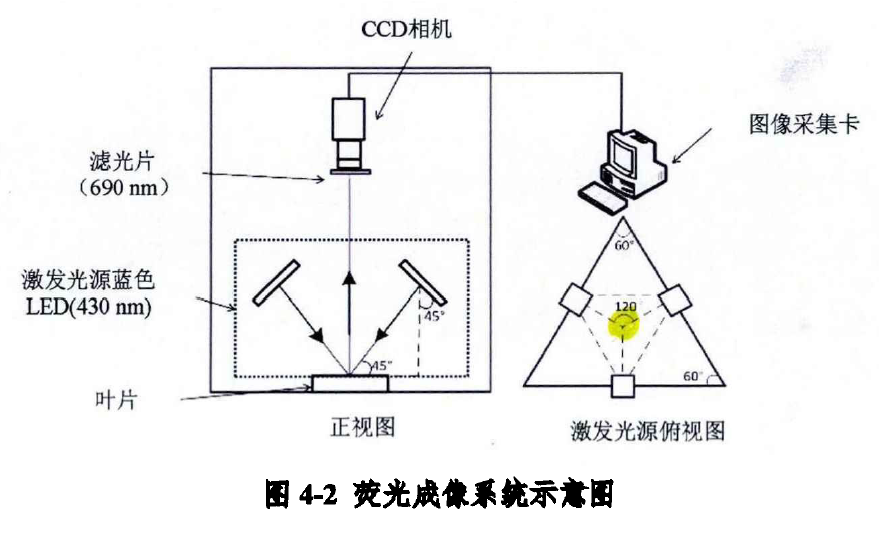 CCD相机
图像采集卡
滤光片
（690 nm）
60°
激发光源蓝色
LED(430 nm)
45°
120
45°
60°
叶片
正视图
激发光源俯视图
图 4-2 荧光成像系统示意图